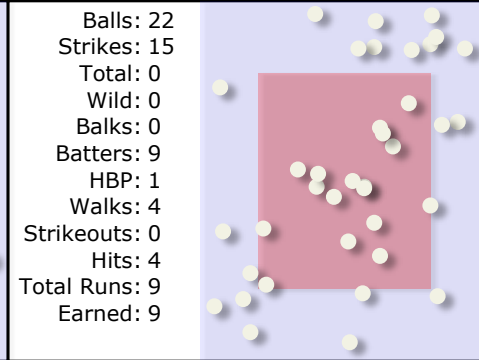 Balls: 22
Strikes: 15
Total: 0
Wild: 0
Balks: 0
Batters: 9
HBP: 1
Walks: 4
Strikeouts: 0
Hits: 4
Total Runs: 9
Earned: 9